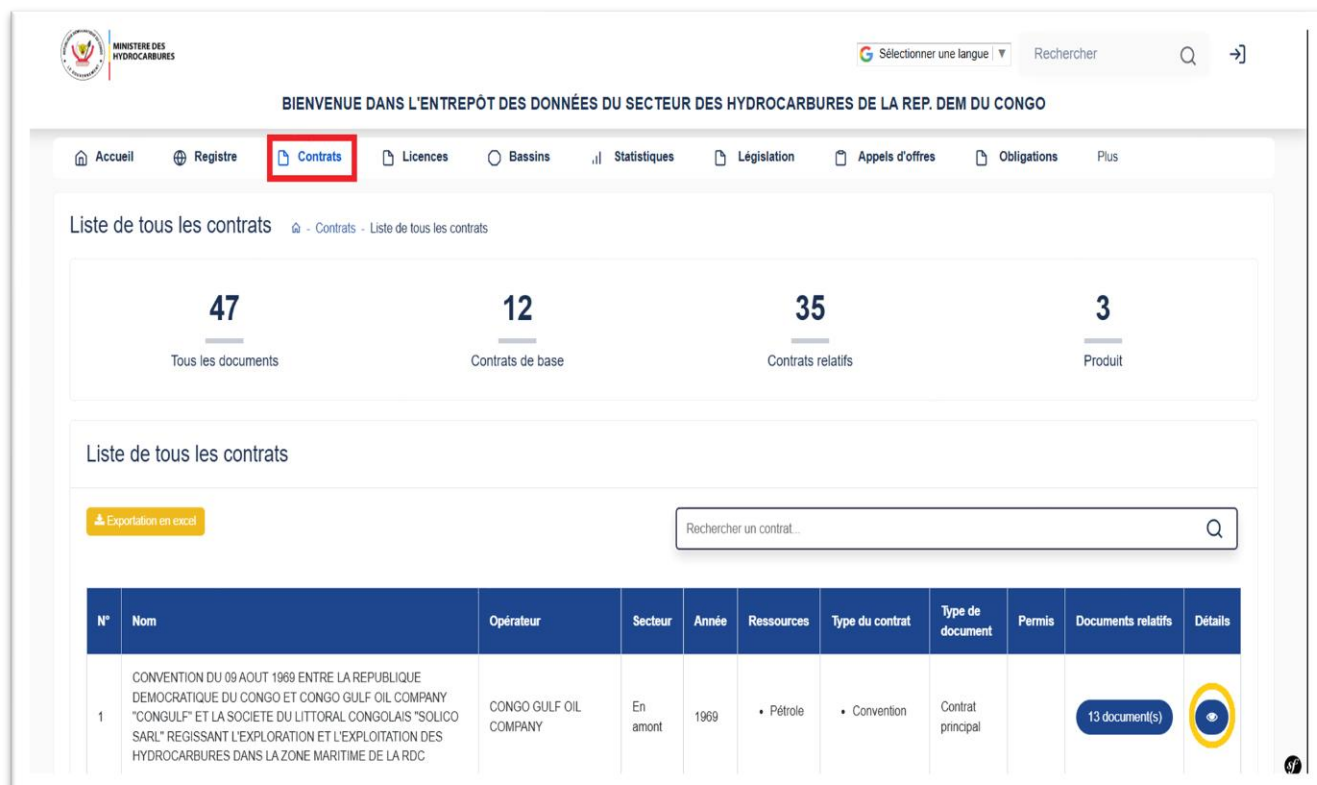 MINISTERE DES
HYDROCARBURES
Sélectionner une langue ▼
Rechercher
BIENVENUE DANS L'ENTREPÔT DES DONNÉES DU SECTEUR DES HYDROCARBURES DE LA REP. DEM DU CONGO
Accueil Registre Contrats Licences Bassins Statistiques Législation Appels d'offres Obligations Plus
Liste de tous les contrats - Contrats - Liste de tous les contrats
47 12 35 3
Tous les documents Contrats de base Contrats relatifs Produit
Liste de tous les contrats
Exportation en excel
Rechercher un contrat...
N° Nom Opérateur Secteur Année Ressources Type du contrat Type de document Permis Documents relatifs Détails
1
CONVENTION DU 09 AOUT 1969 ENTRE LA REPUBLIQUE
DEMOCRATIQUE DU CONGO ET CONGO GULF OIL COMPANY
"CONGULF" ET LA SOCIETE DU LITTORAL CONGOLAIS "SOLICO
SARL" REGISSANT L'EXPLORATION ET L'EXPLOITATION DES
HYDROCARBURES DANS LA ZONE MARITIME DE LA RDC
CONGO GULF OIL
COMPANY
En
amont
1969
• Pétrole
• Convention
Contrat
principal
13 document(s)
sf